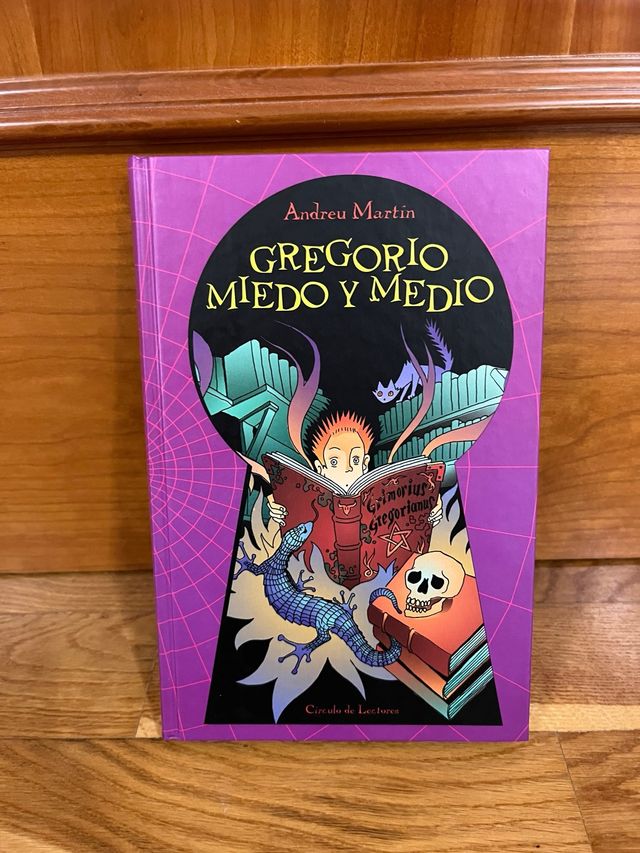 Andreu Martín
GREGORIO
MIEDO Y MEDIO
Grimorius
Gregorianus
Círculo de Lectores